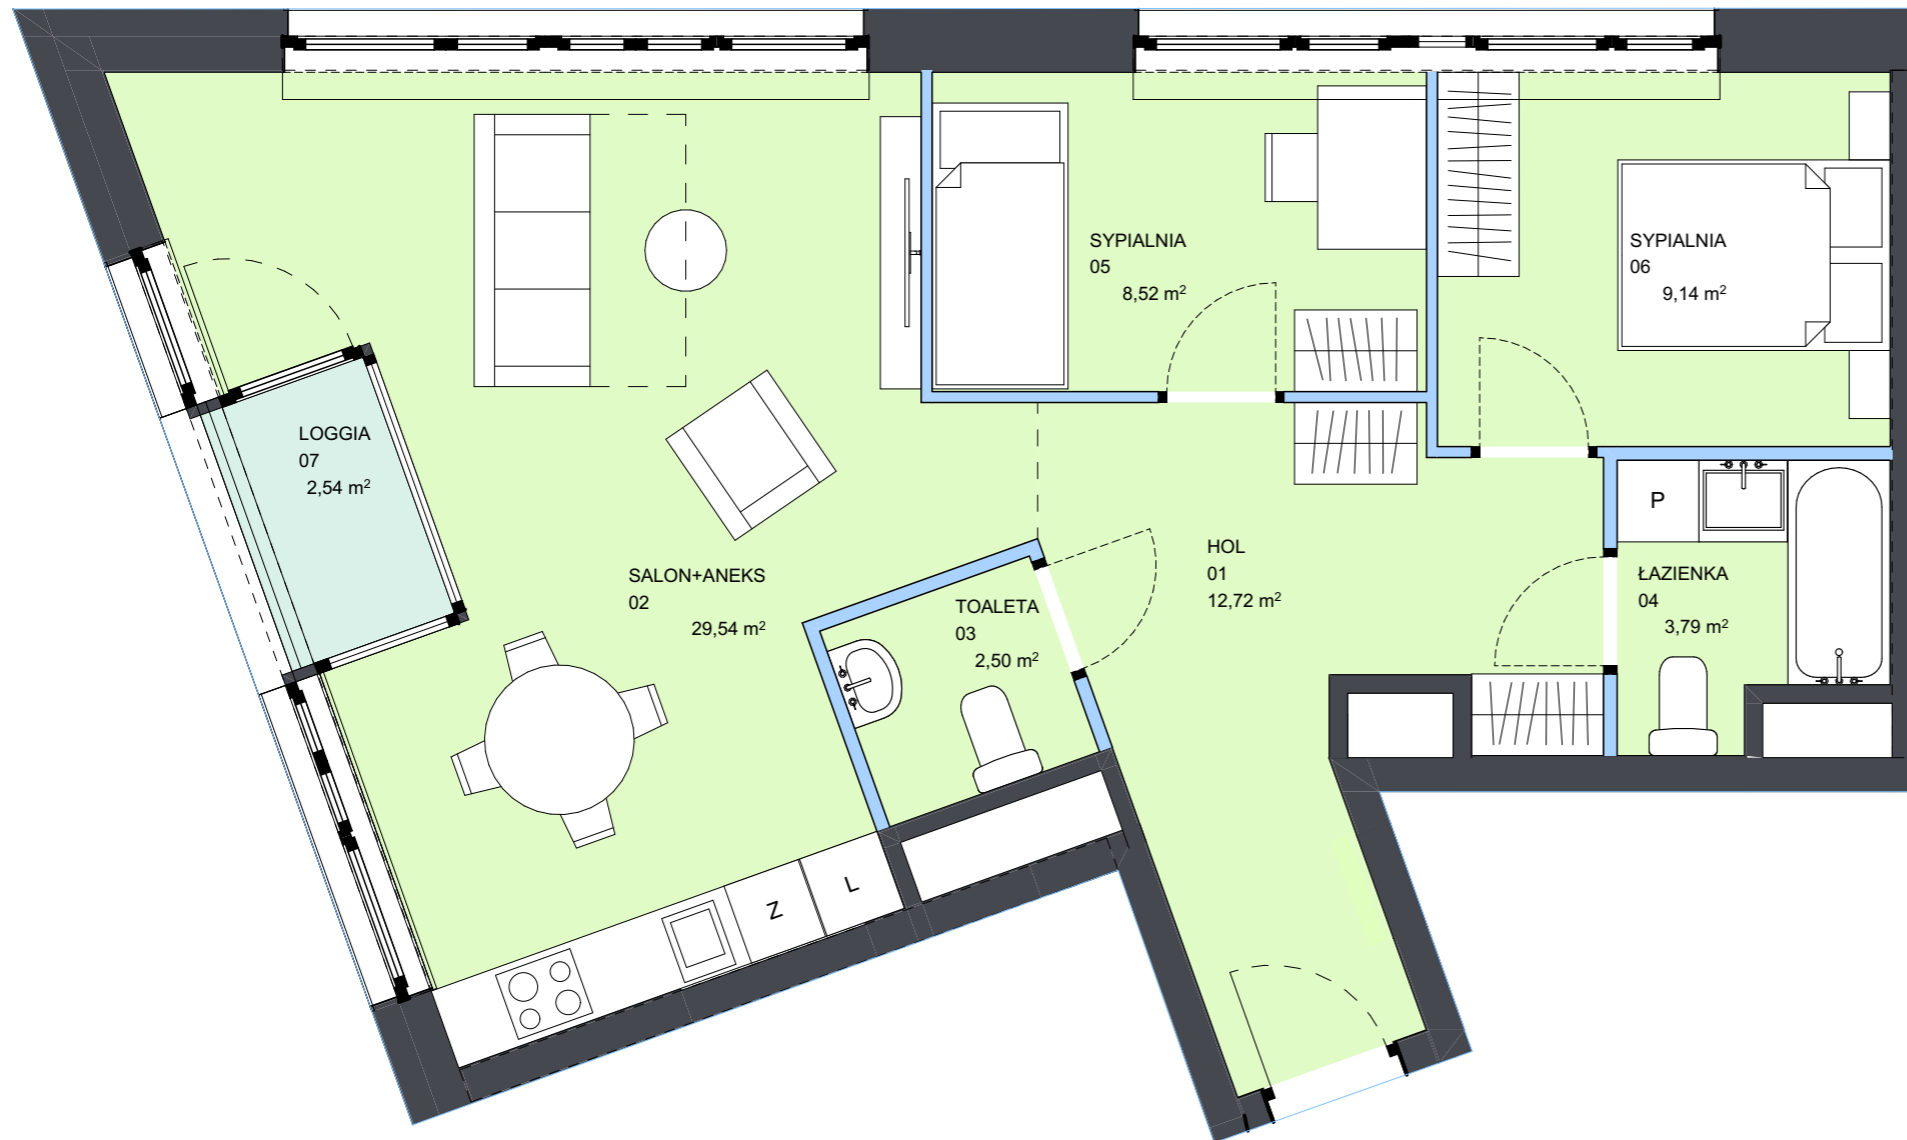 SYPIALNIA
05
8,52 m²
SYPIALNIA
06
9,14 m²
LOGGIA
07
2,54 m²
SALON+ANEKS
02
29,54 m²
TOALETA
03
2,50 m²
HOL
01
12,72 m²
P
ŁAZIENKA
04
3,79 m²
Z
L